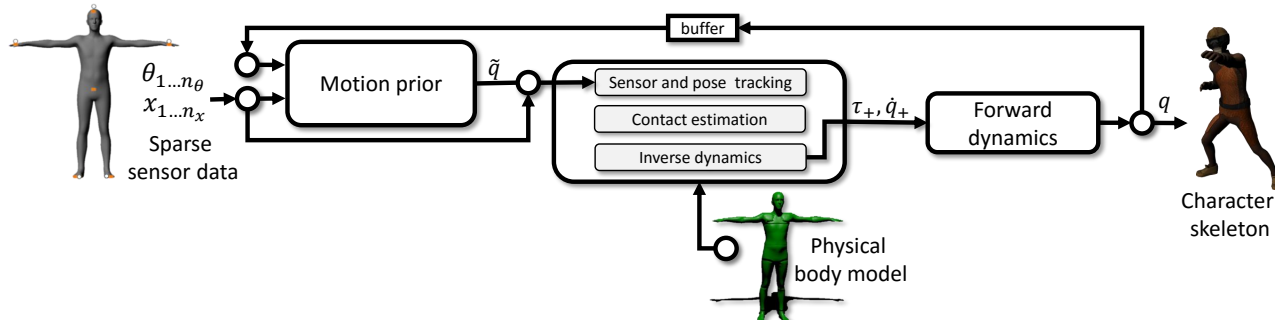 buffer
θ1…nθ
x1…nx
Sparse
sensor data
Motion prior
q̃
Sensor and pose tracking
Contact estimation
Inverse dynamics
τ+, q̇+
Forward
dynamics
q
Character
skeleton
Physical
body model